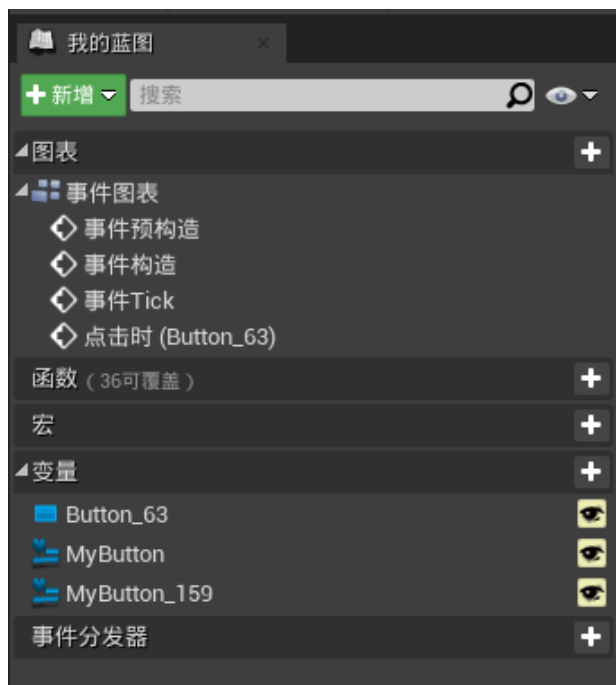 我的蓝图
新增 搜索
图表
事件图表
事件预构造
事件构造
事件Tick
点击时 (Button_63)
函数 (36可覆盖)
宏
变量
Button_63
MyButton
MyButton_159
事件分发器